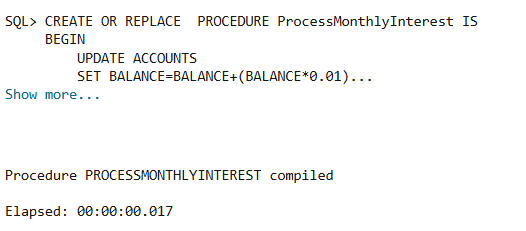 SQL> CREATE OR REPLACE  PROCEDURE ProcessMonthlyInterest IS
     BEGIN
         UPDATE ACCOUNTS
         SET BALANCE=BALANCE+(BALANCE*0.01)...
Show more...
Procedure PROCESSMONTHLYINTEREST compiled
Elapsed: 00:00:00.017